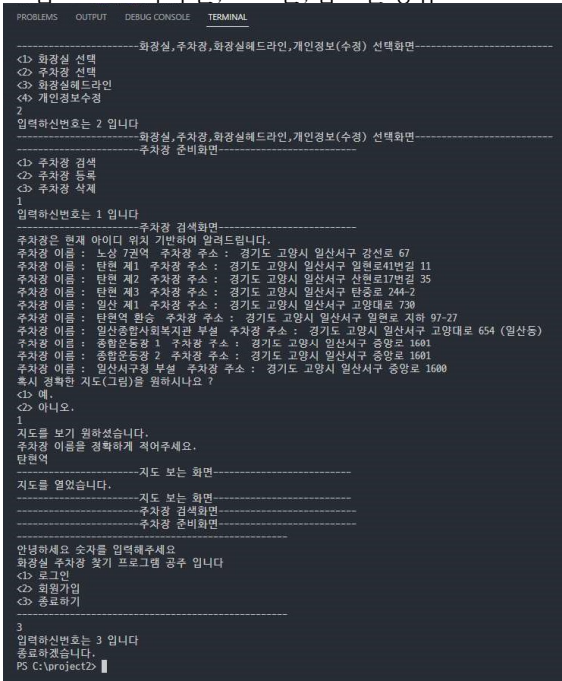 PROBLEMS OUTPUT DEBUG CONSOLE TERMINAL
----------------------화장실,주차장,화장실헤드라인,개인정보(수정) 선택화면-------------------------
<1> 화장실 선택
<2> 주차장 선택
<3> 화장실헤드라인
<4> 개인정보수정
2
입력하신번호는 2 입니다
----------------------화장실,주차장,화장실헤드라인,개인정보(수정) 선택화면-------------------------
----------------------주차장 준비화면-------------------------
<1> 주차장 검색
<2> 주차장 등록
<3> 주차장 삭제
1
입력하신번호는 1 입니다
----------------------주차장 검색화면-------------------------
주차장은 현재 아이디 위치 기반하여 알려드립니다.
주차장 이름 : 노상 7권역 주차장 주소 : 경기도 고양시 일산서구 강선로 67
주차장 이름 : 탄현 제1 주차장 주소 : 경기도 고양시 일산서구 일현로41번길 11
주차장 이름 : 탄현 제2 주차장 주소 : 경기도 고양시 일산서구 산현로17번길 35
주차장 이름 : 탄현 제3 주차장 주소 : 경기도 고양시 일산서구 탄중로 244-2
주차장 이름 : 일산 제1 주차장 주소 : 경기도 고양시 일산서구 고양대로 730
주차장 이름 : 탄현역 환승 주차장 주소 : 경기도 고양시 일산서구 일현로 지하 97-27
주차장 이름 : 일산종합사회복지관 부설 주차장 주소 : 경기도 고양시 일산서구 고양대로 654 (일산동)
주차장 이름 : 종합운동장 1 주차장 주소 : 경기도 고양시 일산서구 중앙로 1601
주차장 이름 : 종합운동장 2 주차장 주소 : 경기도 고양시 일산서구 중앙로 1601
주차장 이름 : 일산서구청 부설 주차장 주소 : 경기도 고양시 일산서구 중앙로 1600
혹시 정확한 지도(그림)을 원하시나요 ?
<1> 예.
<2> 아니오.
1
지도를 보기 원하셨습니다.
주차장 이름을 정확하게 적어주세요.
탄현역
----------------------지도 보는 화면-------------------------
지도를 열었습니다.
----------------------지도 보는 화면-------------------------
----------------------주차장 검색화면-------------------------
----------------------주차장 준비화면-------------------------
-------------------------------------------------
안녕하세요 숫자를 입력해주세요
화장실 주차장 찾기 프로그램 공주 입니다
<1> 로그인
<2> 회원가입
<3> 종료하기
-------------------------------------------------
3
입력하신번호는 3 입니다
종료하겠습니다.
PS C:\project2>